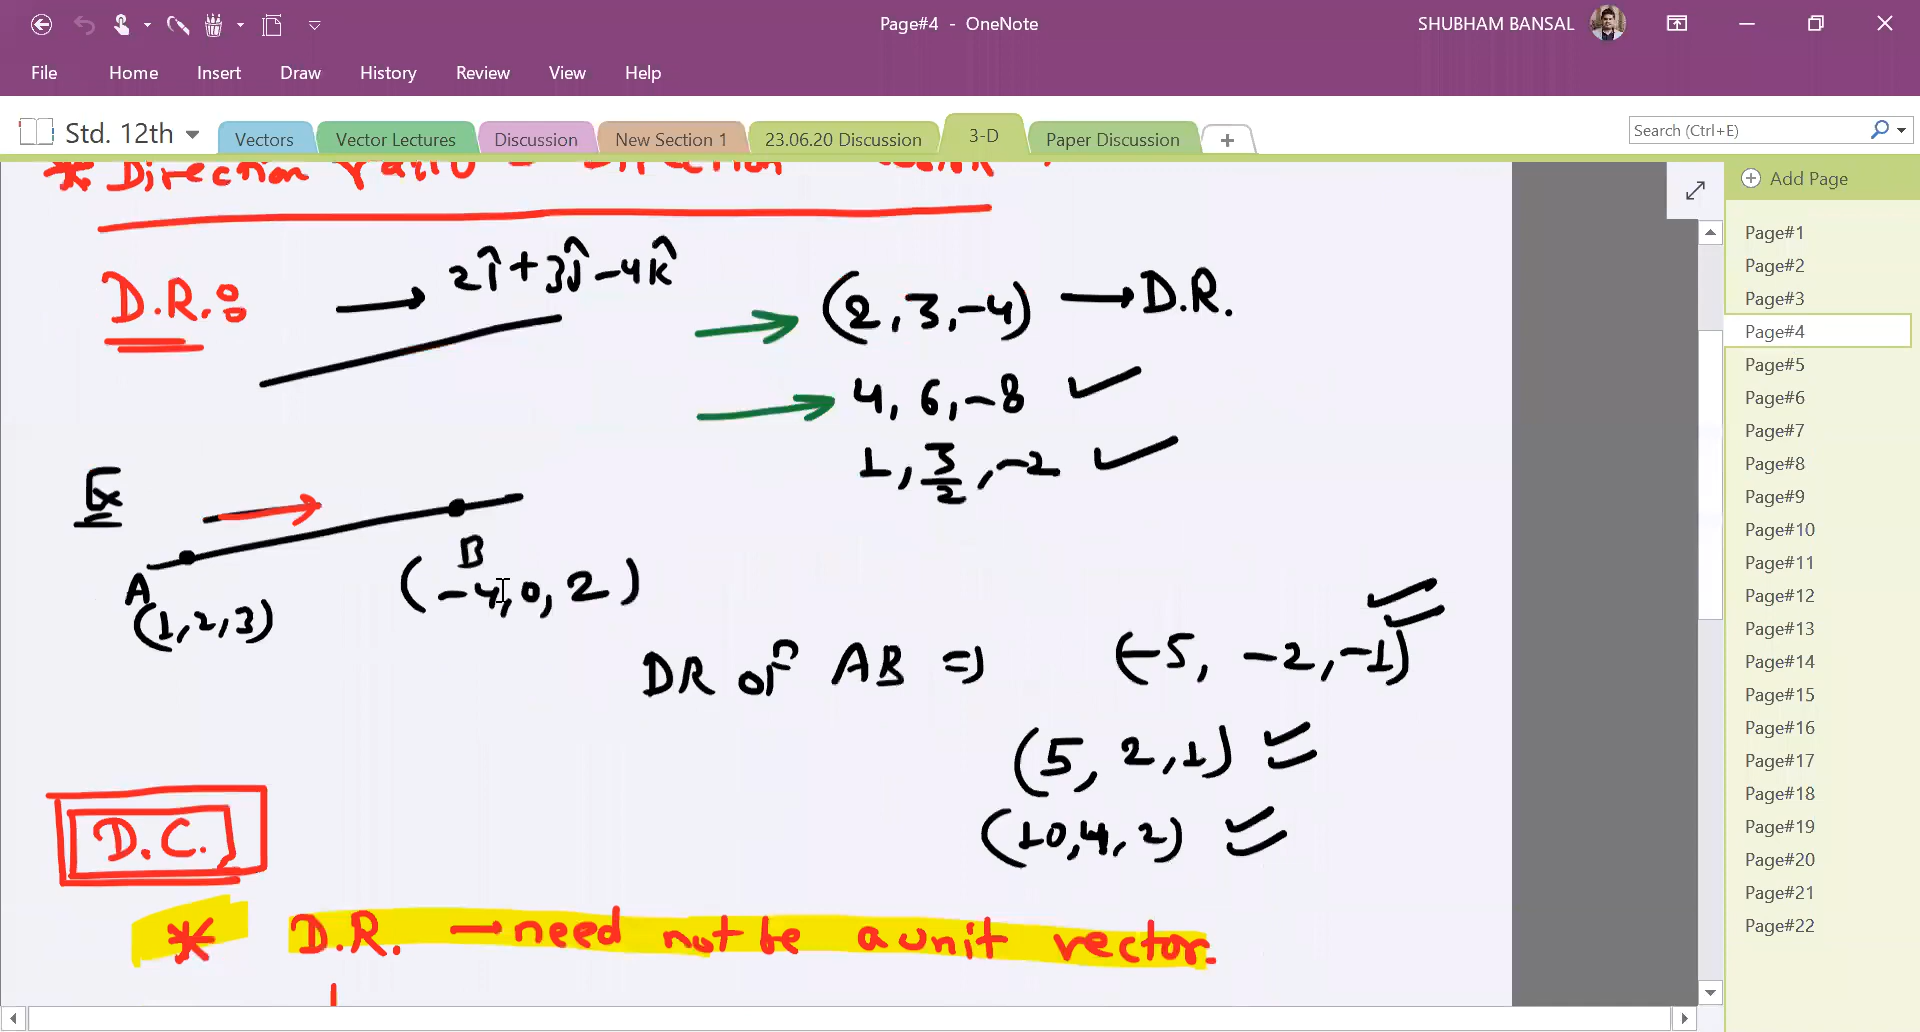 Page#4 - OneNote
SHUBHAM BANSAL
File Home Insert Draw History Review View Help
Std. 12th
Vectors
Vector Lectures
Discussion
New Section 1
23.06.20 Discussion
3-D
Paper Discussion
+
Search (Ctrl+E)
* Direction ratio
D.R.:
→ 2î + 3ĵ - 4k̂
→ (2, 3, -4) → D.R.
→ 4, 6, -8 ✓
1, 3/2, -2 ✓
Ex
A
(1, 2, 3)
B
(-4, 0, 2)
DR of AB ⇒ (-5, -2, -1)
(5, 2, 1)
(10, 4, 2)
D.C.
* D.R. → need not be a unit vector.
Add Page
Page#1
Page#2
Page#3
Page#4
Page#5
Page#6
Page#7
Page#8
Page#9
Page#10
Page#11
Page#12
Page#13
Page#14
Page#15
Page#16
Page#17
Page#18
Page#19
Page#20
Page#21
Page#22